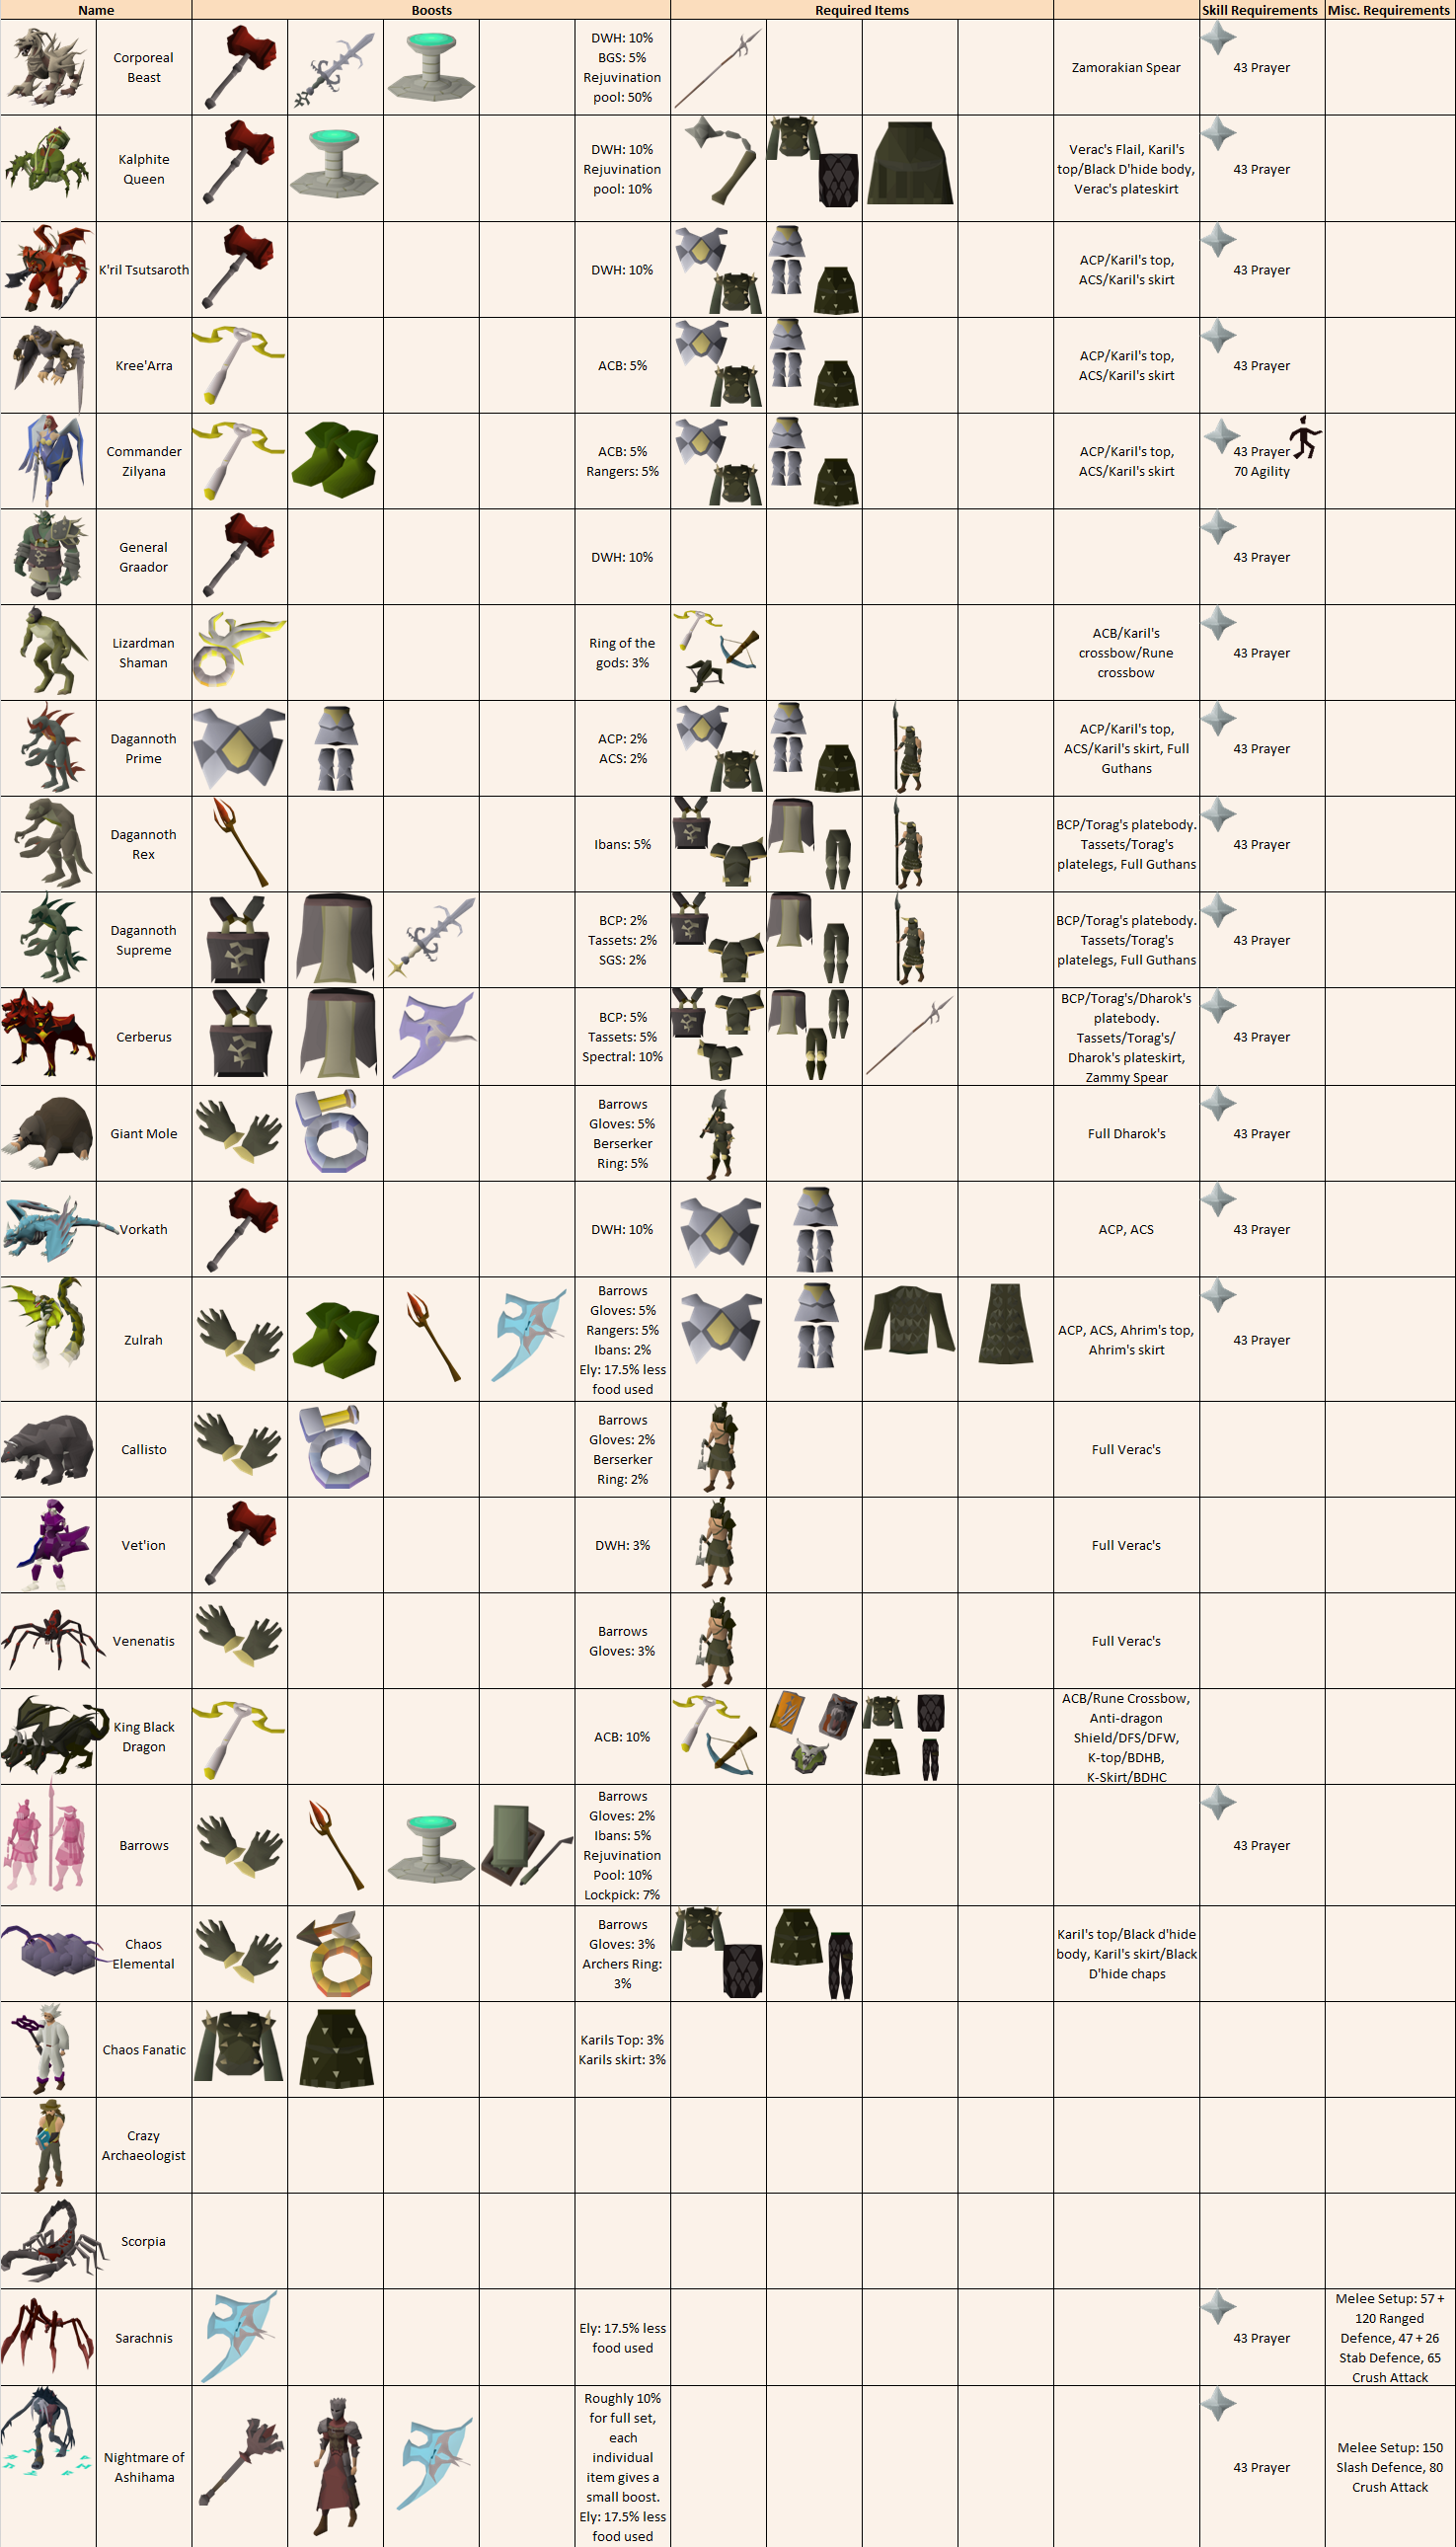 Name Boosts Required Items Skill Requirements Misc. Requirements
Corporeal
Beast
DWH: 10%
BGS: 5%
Rejuvination
pool: 50%
Zamorakian Spear
43 Prayer
Kalphite
Queen
DWH: 10%
Rejuvination
pool: 10%
Verac's Flail, Karil's
top/Black D'hide body,
Verac's plateskirt
43 Prayer
K'ril Tsutsaroth
DWH: 10%
ACP/Karil's top,
ACS/Karil's skirt
43 Prayer
Kree'Arra
ACB: 5%
ACP/Karil's top,
ACS/Karil's skirt
43 Prayer
Commander
Zilyana
ACB: 5%
Rangers: 5%
ACP/Karil's top,
ACS/Karil's skirt
43 Prayer
70 Agility
General
Graador
DWH: 10%
43 Prayer
Lizardman
Shaman
Ring of the
gods: 3%
ACB/Karil's
crossbow/Rune
crossbow
43 Prayer
Dagannoth
Prime
ACP: 2%
ACS: 2%
ACP/Karil's top,
ACS/Karil's skirt, Full
Guthans
43 Prayer
Dagannoth
Rex
Ibans: 5%
BCP/Torag's platebody.
Tassets/Torag's
platelegs, Full Guthans
43 Prayer
Dagannoth
Supreme
BCP: 2%
Tassets: 2%
SGS: 2%
BCP/Torag's platebody.
Tassets/Torag's
platelegs, Full Guthans
43 Prayer
Cerberus
BCP: 5%
Tassets: 5%
Spectral: 10%
BCP/Torag's/Dharok's
platebody.
Tassets/Torag's/
Dharok's plateskirt,
Zammy Spear
43 Prayer
Giant Mole
Barrows
Gloves: 5%
Berserker
Ring: 5%
Full Dharok's
43 Prayer
Vorkath
DWH: 10%
ACP, ACS
43 Prayer
Zulrah
Barrows
Gloves: 5%
Rangers: 5%
Ibans: 2%
Ely: 17.5% less
food used
ACP, ACS, Ahrim's top,
Ahrim's skirt
43 Prayer
Callisto
Barrows
Gloves: 2%
Berserker
Ring: 2%
Full Verac's
Vet'ion
DWH: 3%
Full Verac's
Venenatis
Barrows
Gloves: 3%
Full Verac's
King Black
Dragon
ACB: 10%
ACB/Rune Crossbow,
Anti-dragon
Shield/DFS/DFW,
K-top/BDHB,
K-Skirt/BDHC
Barrows
Barrows
Gloves: 2%
Ibans: 5%
Rejuvination
Pool: 10%
Lockpick: 7%
43 Prayer
Chaos
Elemental
Barrows
Gloves: 3%
Archers Ring:
3%
Karil's top/Black d'hide
body, Karil's skirt/Black
D'hide chaps
Chaos Fanatic
Karils Top: 3%
Karils skirt: 3%
Crazy
Archaeologist
Scorpia
Sarachnis
Ely: 17.5% less
food used
43 Prayer
Melee Setup: 57 +
120 Ranged
Defence, 47 + 26
Stab Defence, 65
Crush Attack
Nightmare of
Ashihama
Roughly 10%
for full set,
each
individual
item gives a
small boost.
Ely: 17.5% less
food used
43 Prayer
Melee Setup: 150
Slash Defence, 80
Crush Attack